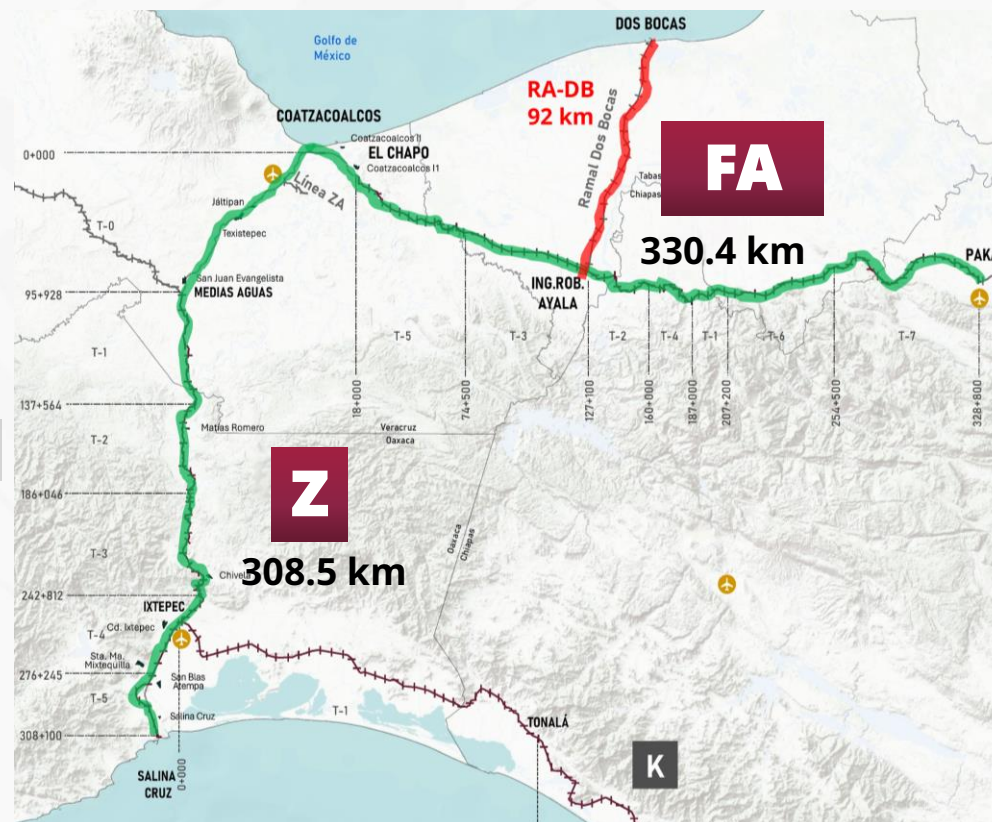 DOS BOCAS
Golfo de
México
RA-DB
92 km
Ramal Dos Bocas
COATZACOALCOS
Coatzacoalcos II
EL CHAPO
Coatzacoalcos I1
0+000
Línea ZA
FA
330.4 km
Chiapas
Jáltipan
Texistepec
T-0
San Juan Evangelista
MEDIAS AGUAS
95+928
ING.ROB.
AYALA
T-1
T-5
T-3
T-2
T-4
T-1
T-6
T-7
18+000
74+500
127+100
160+000
187+000
207+200
254+500
328+800
137+564
Matías Romero
Veracruz
Oaxaca
T-2
186+046
Z
308.5 km
T-3
Oaxaca
Chiapas
242+812
IXTEPEC
Cd. Ixtepec
T-4
Sta. Ma.
Mixtequilla
276+245
San Blas
Atempa
T-5
Salina Cruz
308+100
T-1
TONALÁ
K
SALINA
CRUZ
0+000